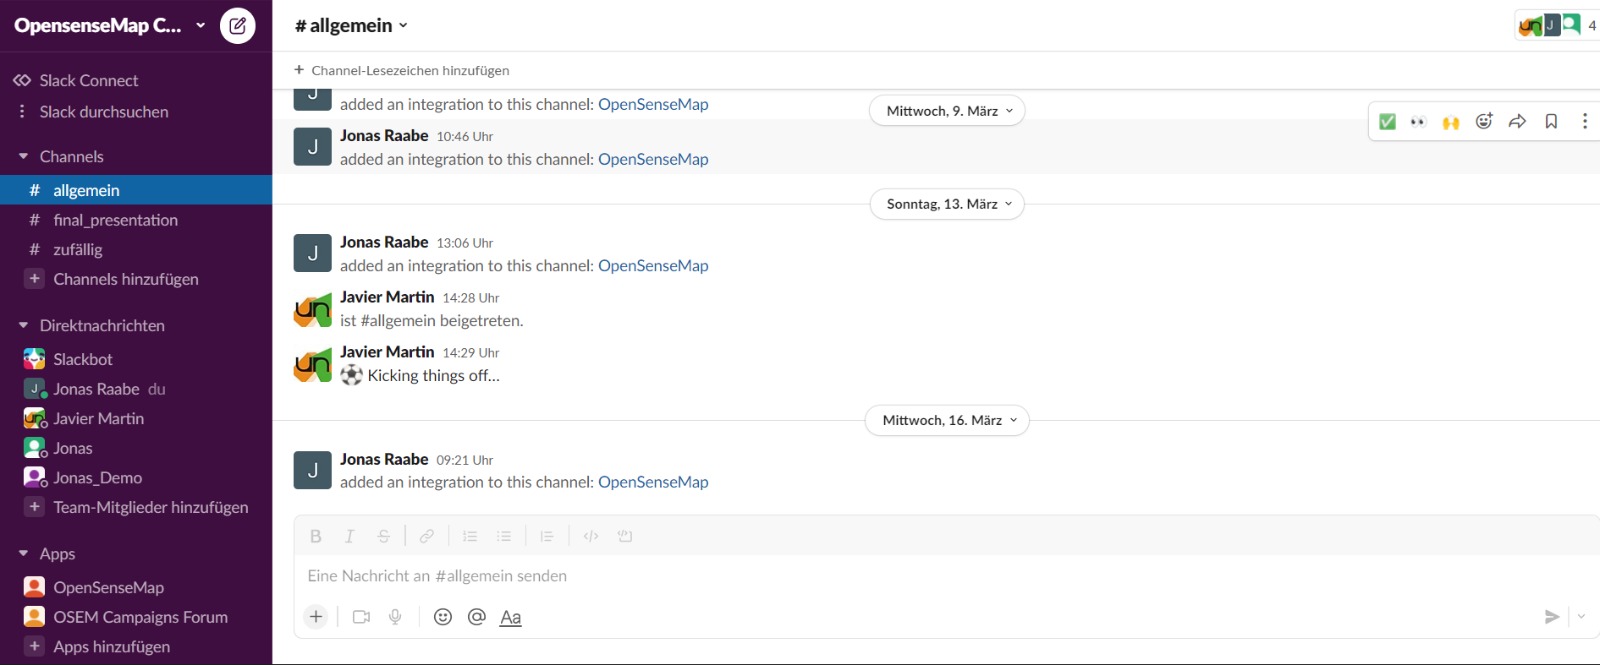 OpensenseMap C...
Slack Connect
Slack durchsuchen
Channels
# allgemein
# final_presentation
# zufällig
+ Channels hinzufügen
Direktnachrichten
Slackbot
J Jonas Raabe du
Javier Martin
Jonas
Jonas_Demo
+ Team-Mitglieder hinzufügen
Apps
OpenSenseMap
OSEM Campaigns Forum
+ Apps hinzufügen
# allgemein
J 4
+ Channel-Lesezeichen hinzufügen
J added an integration to this channel: OpenSenseMap
Mittwoch, 9. März
J Jonas Raabe 10:46 Uhr
added an integration to this channel: OpenSenseMap
Sonntag, 13. März
J Jonas Raabe 13:06 Uhr
added an integration to this channel: OpenSenseMap
un Javier Martin 14:28 Uhr
ist #allgemein beigetreten.
un Javier Martin 14:29 Uhr
⚽ Kicking things off...
Mittwoch, 16. März
J Jonas Raabe 09:21 Uhr
added an integration to this channel: OpenSenseMap
B I S
Eine Nachricht an #allgemein senden
+ @ Aa